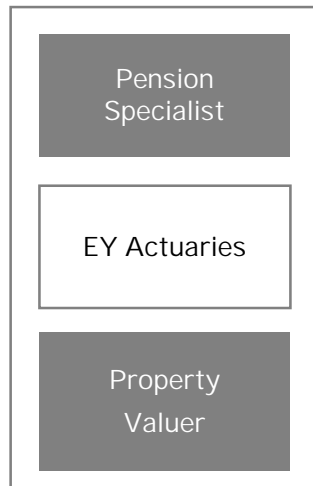 Pension
Specialist
EY Actuaries
Property
Valuer